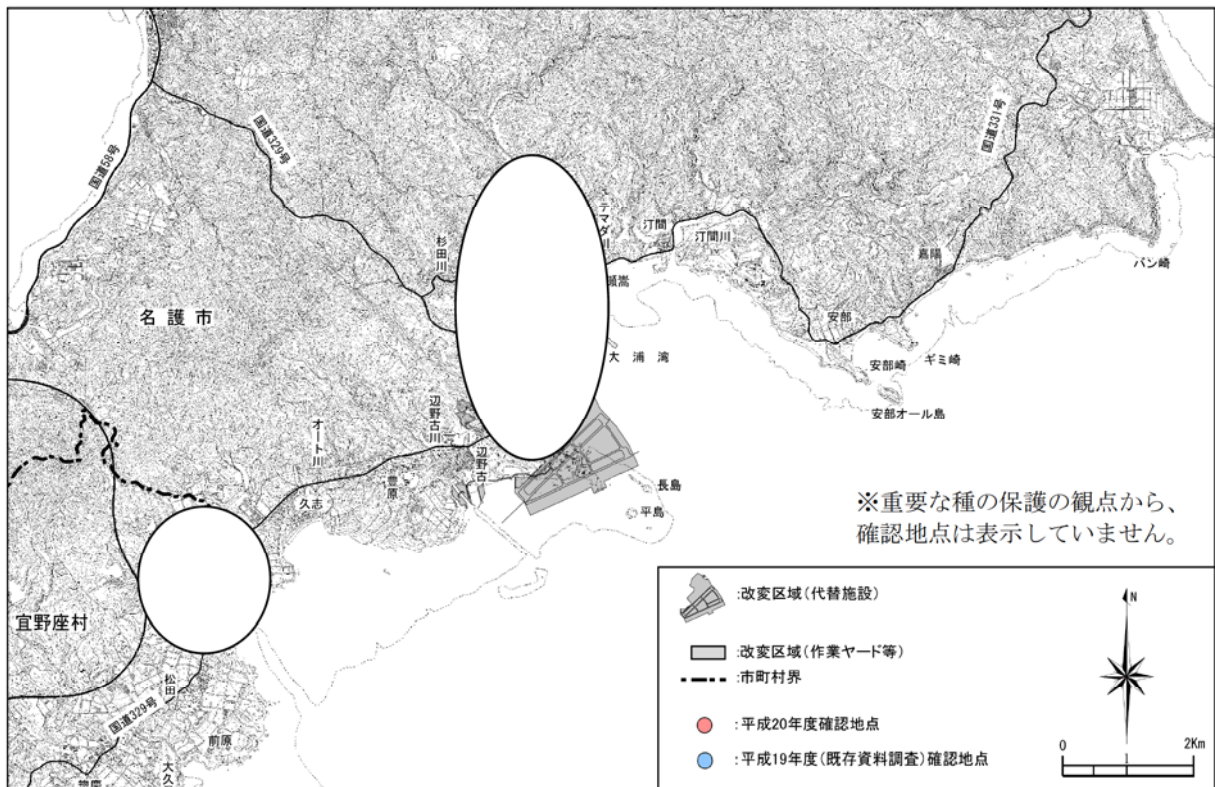 国道58号
国道329号
国道331号
杉田川
テマダ川
汀間
汀間川
嘉陽
バン崎
名護市
瀬嵩
安部
大浦湾
安部崎
ギミ崎
安部オール島
辺野古川
オート川
辺野古
豊原
久志
長島
平島
※重要な種の保護の観点から、
確認地点は表示していません。
宜野座村
松田
国道329号
前原
大久
惣慶
:改変区域(代替施設)
:改変区域(作業ヤード等)
:市町村界
:平成20年度確認地点
:平成19年度(既存資料調査)確認地点
N
0 1 2Km